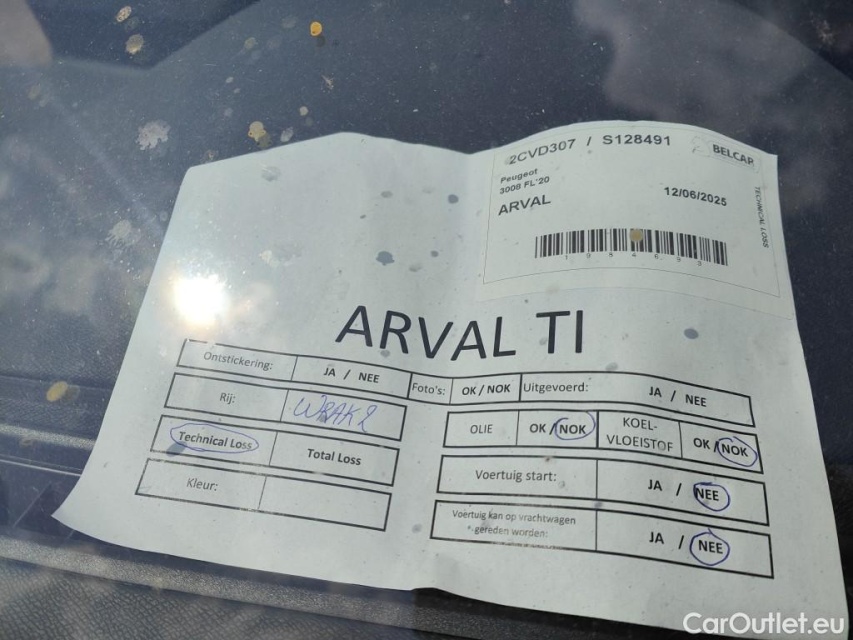 2CVD307 / S128491
BELCAR
Peugeot
3008 FL'20
ARVAL
12/06/2025
TECHNICAL LOSS
ARVAL TI
Ontstickering: JA / NEE
Foto's: OK / NOK Uitgevoerd: JA / NEE
Rij: WRAK 2
OLIE OK / NOK KOEL-VLOEISTOF OK / NOK
Technical Loss Total Loss
Voertuig start: JA / NEE
Kleur:
Voertuig kan op vrachtwagen
gereden worden: JA / NEE
CarOutlet.eu